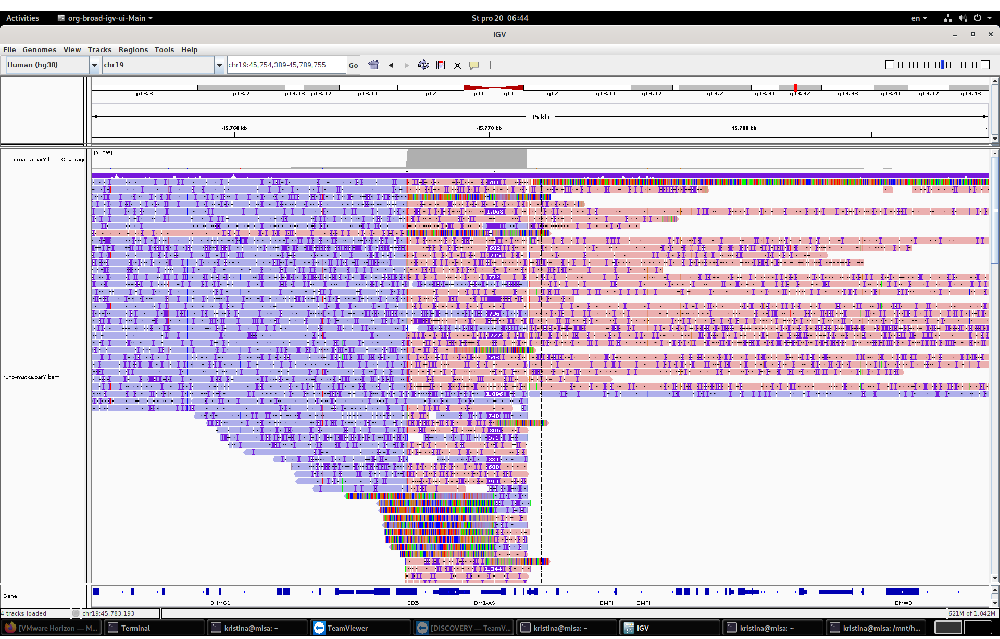 Activities org-broad-igv-ui-Main St pro 20 06:44 en
IGV
File Genomes View Tracks Regions Tools Help
Human (hg38) chr19 chr19:45,754,389-45,789,755 Go
p13.3 p13.2 p13.13 p13.12 p13.11 p12 p11 q11 q12 q13.11 q13.12 q13.2 q13.31 q13.32 q13.33 q13.41 q13.42 q13.43
35 kb
45,760 kb 45,770 kb 45,780 kb
[0 - 395]
run5-matka.parY.bam Coverag
704
1,068
602
715
772
736
727
543
run5-matka.parY.bam
1,096
740
806
575
881
680
914
1,344
Gene
BHMG1 SIX5 DM1-AS DMPK DMPK DMWD
4 tracks loaded chr19:45,783,193 621M of 1,042M
[VMware Horizon — M... Terminal kristina@misa: ~ TeamViewer [DISCOVERY — TeamV... kristina@misa: ~ IGV kristina@misa: ~ kristina@misa: /mnt/h...